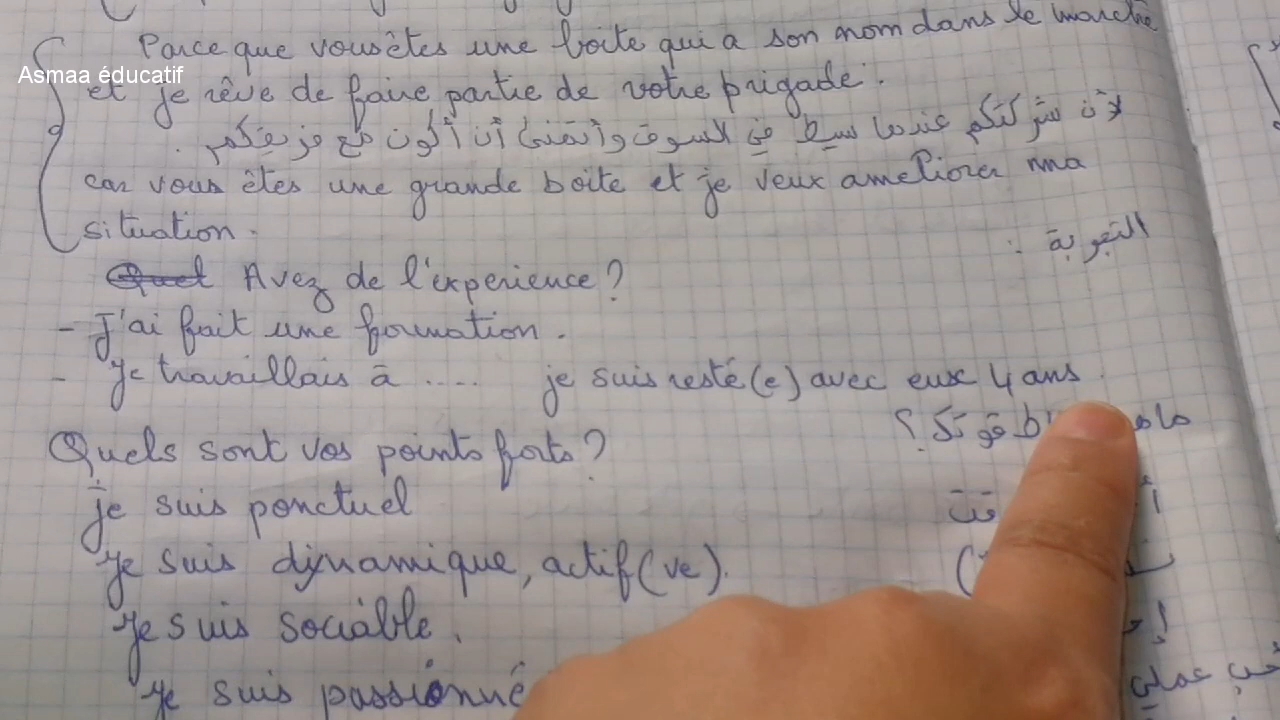 Parce que vous êtes une boite qui a son nom dans le marché
Asmaa éducatif
et je rêve de faire partie de votre prigade.
لأن شركتكم عندها سيط في السوق وأتمنى أن أكون مع فريقكم .
car vous êtes une grande boite et je veux ameliorer ma
situation.
التجربة :
Quel Avez de l'experience?
- J'ai fait une formation.
- Je travaillais à ..... je suis resté(e) avec eux 4 ans.
Quels sont vos points forts?
قوتك ؟
je suis ponctuel
Je suis dynamique, actif(ve).
Je suis sociable.
Je suis passionné
عملي